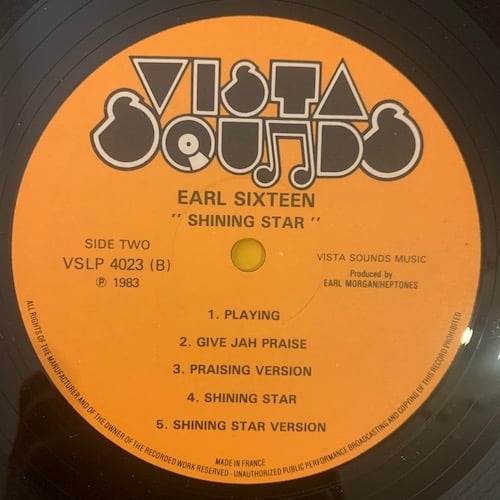 VISTA
SOUNDS
EARL SIXTEEN
" SHINING STAR "
SIDE TWO
VSLP 4023 (B)
℗ 1983
VISTA SOUNDS MUSIC
Produced by
EARL MORGAN/HEPTONES
1. PLAYING
2. GIVE JAH PRAISE
3. PRAISING VERSION
4. SHINING STAR
5. SHINING STAR VERSION
MADE IN FRANCE
ALL RIGHTS OF THE MANUFACTURER AND OF THE OWNER OF THE RECORDED WORK RESERVED - UNAUTHORIZED PUBLIC PERFORMANCE BROADCASTING AND COPYING OF THIS RECORD PROHIBITED